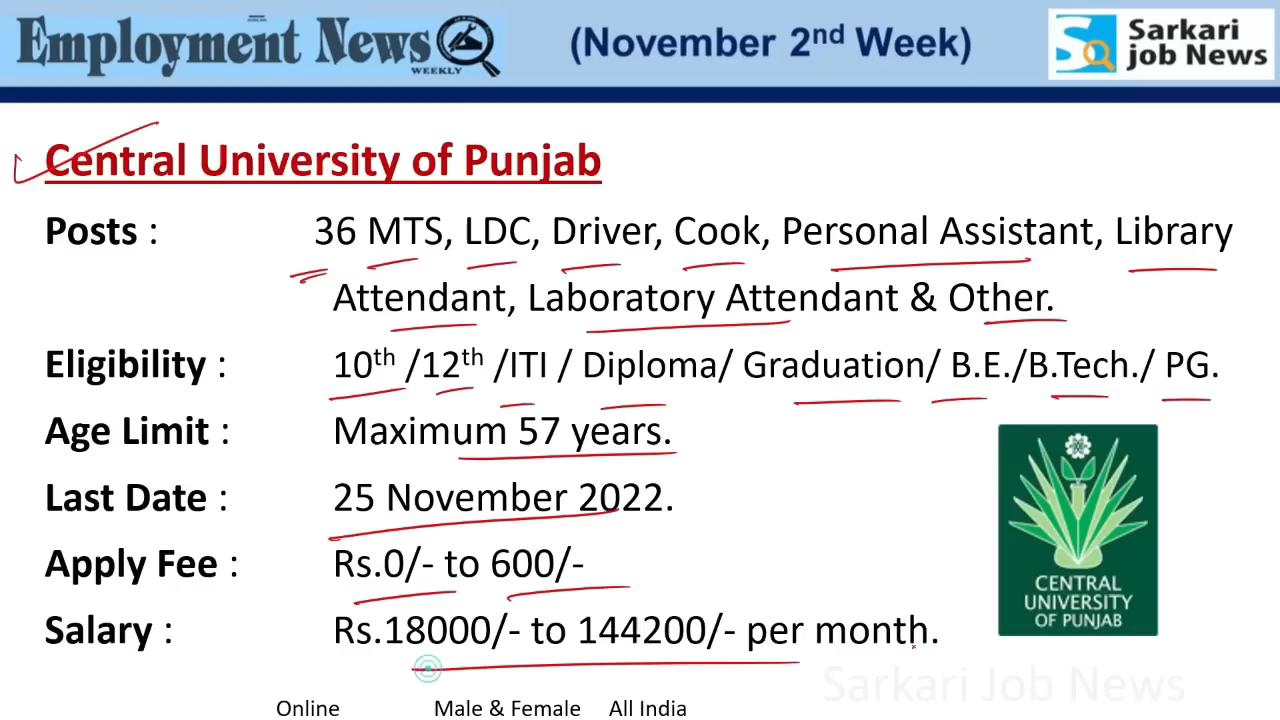 Employment News
WEEKLY
(November 2nd Week)
Sarkari
job News
Central University of Punjab
Posts : 36 MTS, LDC, Driver, Cook, Personal Assistant, Library
Attendant, Laboratory Attendant & Other.
Eligibility : 10th /12th /ITI / Diploma/ Graduation/ B.E./B.Tech./ PG.
Age Limit : Maximum 57 years.
Last Date : 25 November 2022.
Apply Fee : Rs.0/- to 600/-
Salary : Rs.18000/- to 144200/- per month.
CENTRAL
UNIVERSITY
OF PUNJAB
Sarkari Job News
Online Male & Female All India